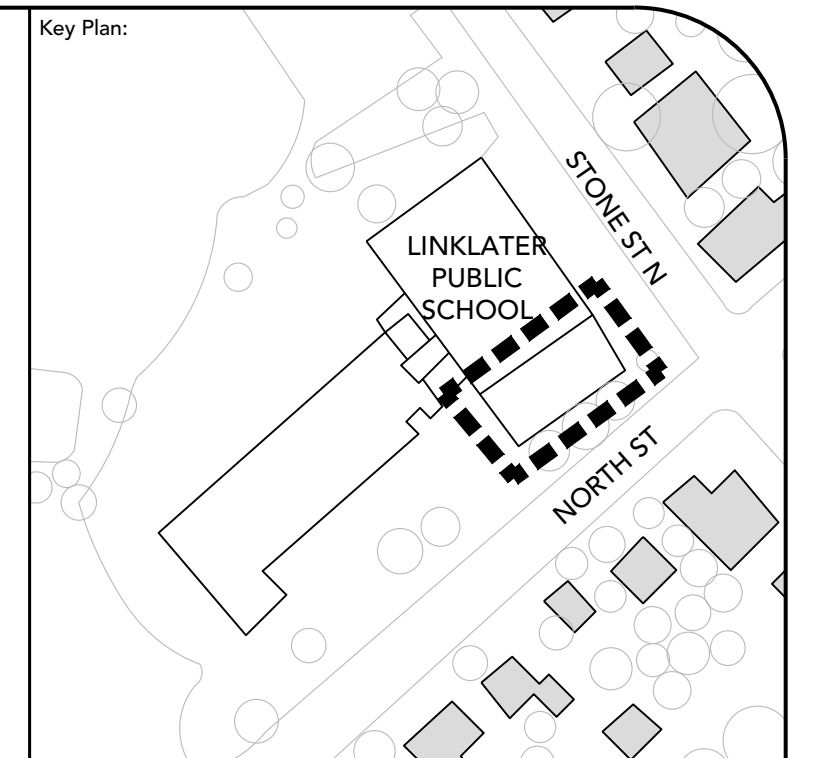 Key Plan:
STONE ST N
LINKLATER
PUBLIC
SCHOOL
NORTH ST